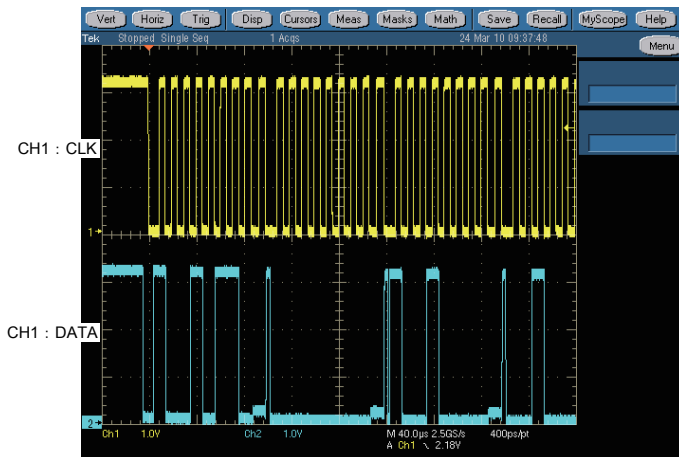 Vert Horiz Trig Disp Cursors Meas Masks Math Save Recall MyScope Help
Tek Stopped Single Seq 1 Acqs 24 Mar 10 09:37:48
Menu
CH1 : CLK
1
CH1 : DATA
2
Ch1 1.0V Ch2 1.0V M 40.0µs 2.5GS/s 400ps/pt
A Ch1 \ 2.18V